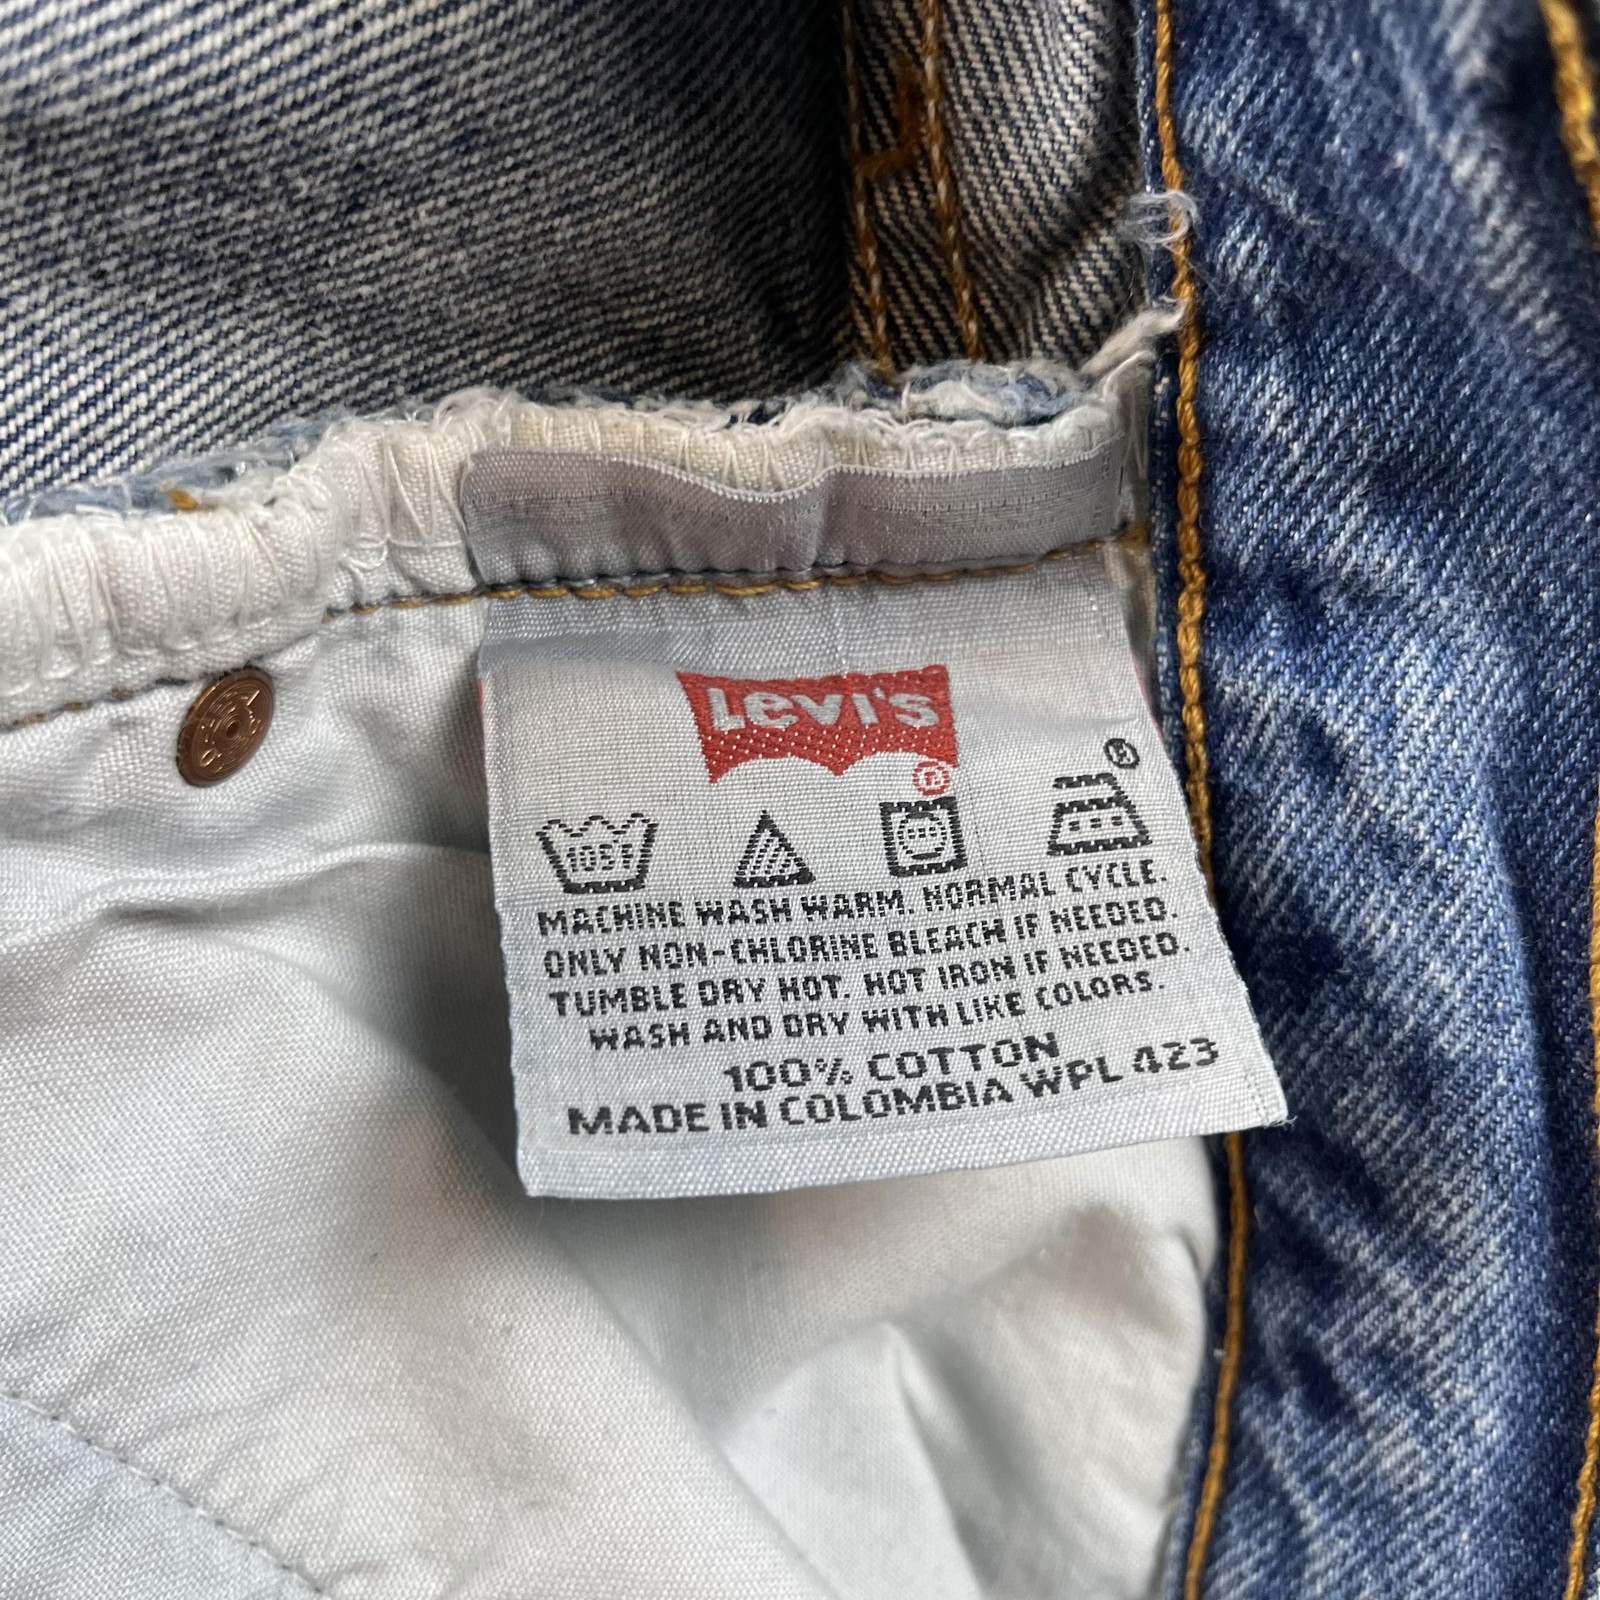 Levi's
®
105F
MACHINE WASH WARM. NORMAL CYCLE.
ONLY NON-CHLORINE BLEACH IF NEEDED.
TUMBLE DRY HOT. HOT IRON IF NEEDED.
WASH AND DRY WITH LIKE COLORS.
100% COTTON
MADE IN COLOMBIA WPL 423